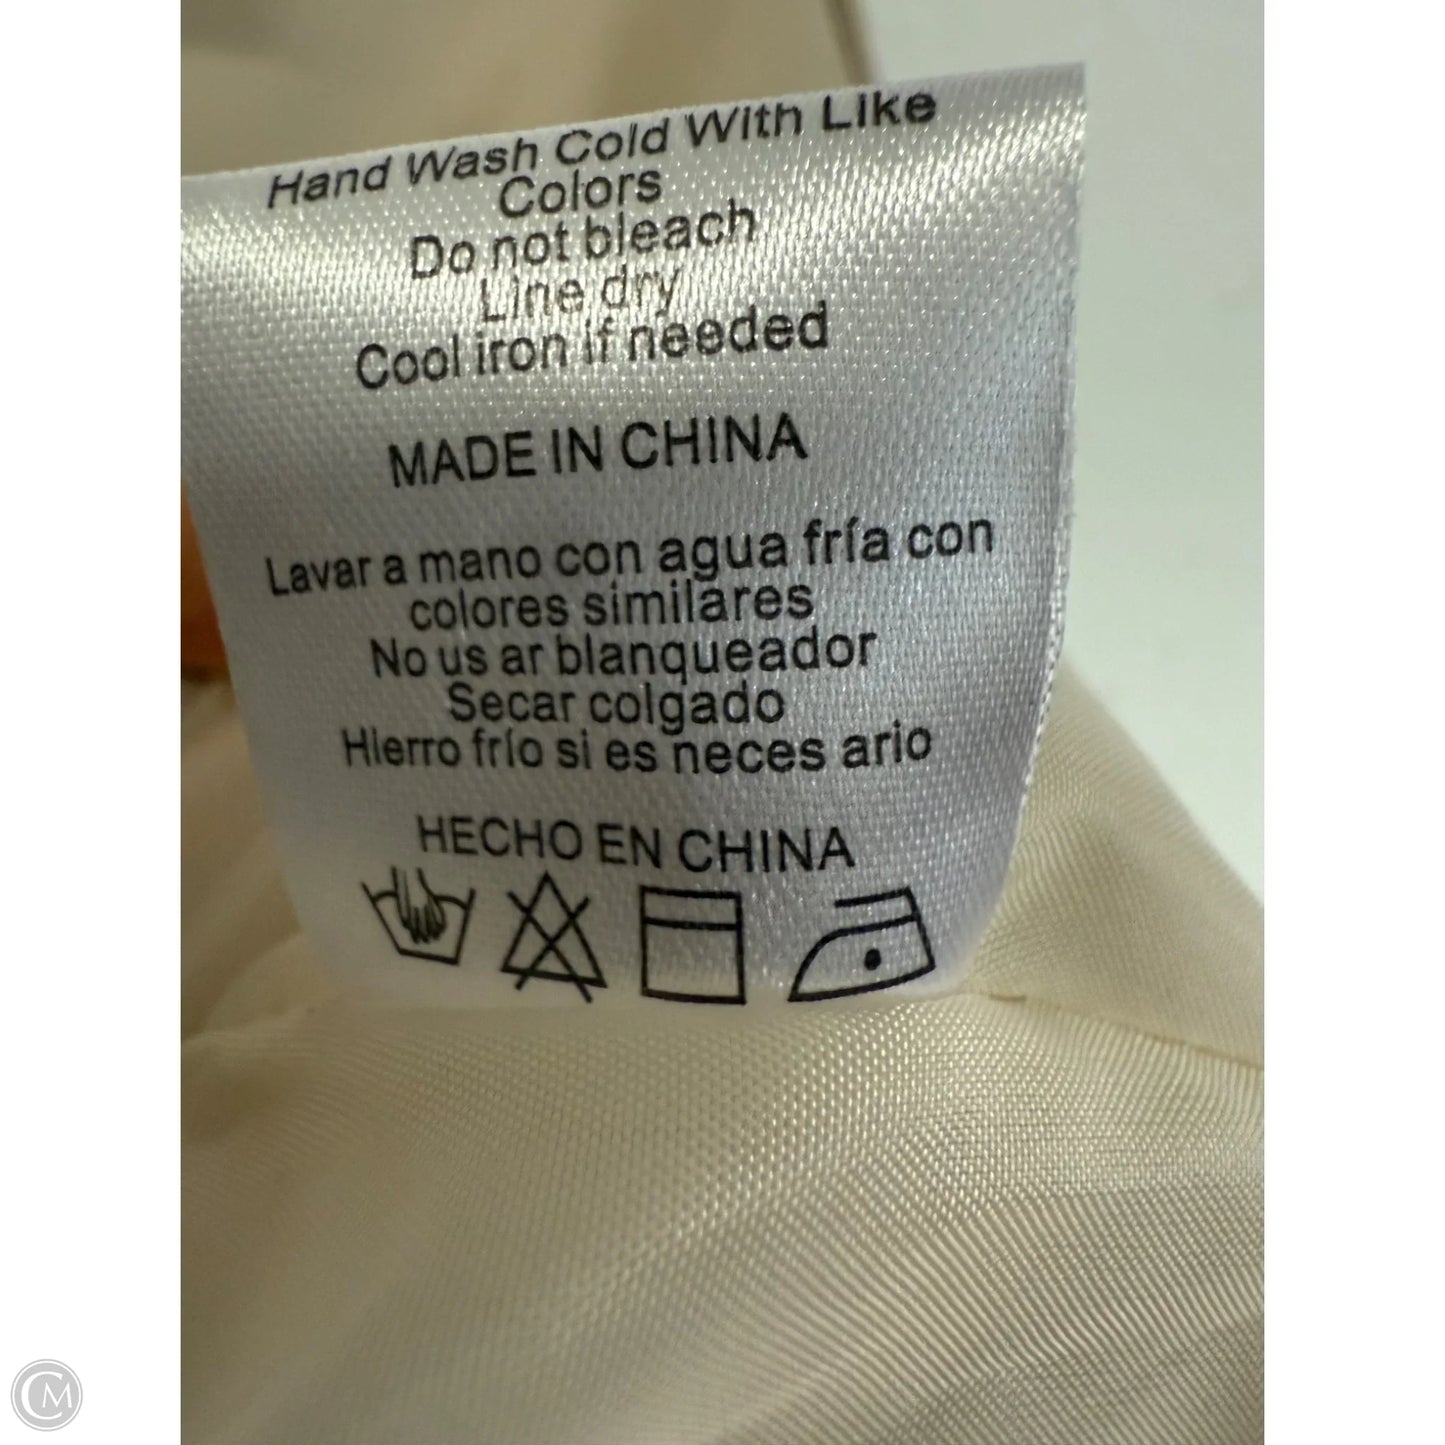 Hand Wash Cold With Like
Colors
Do not bleach
Line dry
Cool iron if needed
MADE IN CHINA
Lavar a mano con agua fría con
colores similares
No us ar blanqueador
Secar colgado
Hierro frío si es neces ario
HECHO EN CHINA
CM